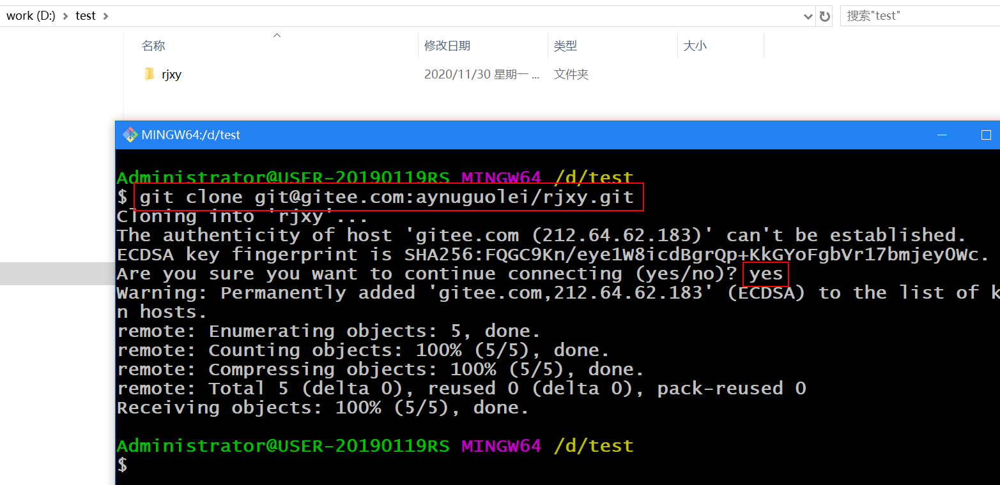 work (D:) > test >
搜索"test"
名称 修改日期 类型 大小
rjxy 2020/11/30 星期一 ... 文件夹
MINGW64:/d/test
Administrator@USER-20190119RS MINGW64 /d/test
$ git clone git@gitee.com:aynuguolei/rjxy.git
Cloning into 'rjxy'...
The authenticity of host 'gitee.com (212.64.62.183)' can't be established.
ECDSA key fingerprint is SHA256:FQGC9Kn/eye1W8icdBgrQp+KkGYoFgbVr17bmjey0Wc.
Are you sure you want to continue connecting (yes/no)? yes
Warning: Permanently added 'gitee.com,212.64.62.183' (ECDSA) to the list of k
n hosts.
remote: Enumerating objects: 5, done.
remote: Counting objects: 100% (5/5), done.
remote: Compressing objects: 100% (5/5), done.
remote: Total 5 (delta 0), reused 0 (delta 0), pack-reused 0
Receiving objects: 100% (5/5), done.
Administrator@USER-20190119RS MINGW64 /d/test
$